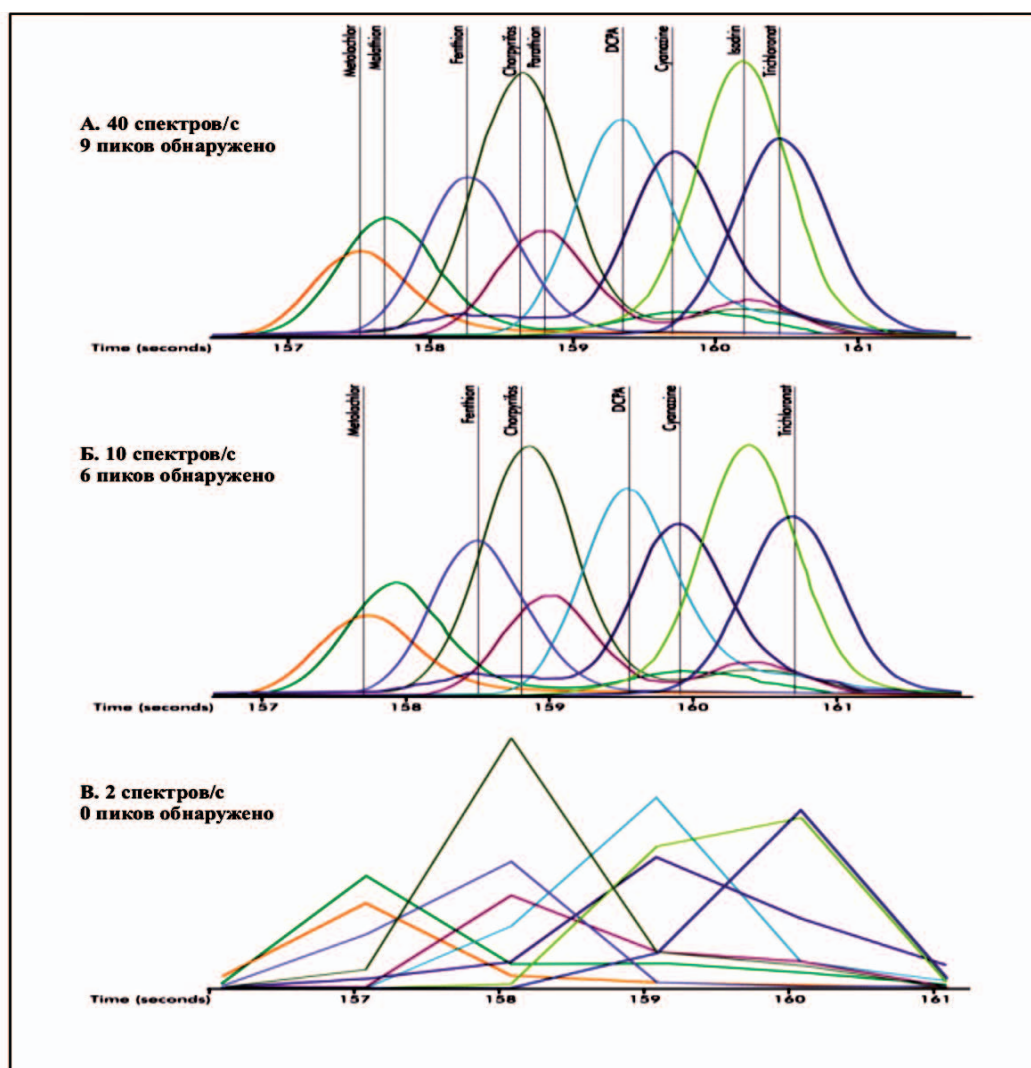 Metolachlor
Malathion
Fenthion
Chorpyrifos
Parathion
DCPA
Cyanazine
Isodrin
Trichloronat
А. 40 спектров/с
9 пиков обнаружено
Time (seconds) 157 158 159 160 161
Metolachlor
Fenthion
Chorpyrifos
DCPA
Cyanazine
Trichloronat
Б. 10 спектров/с
6 пиков обнаружено
Time (seconds) 157 158 159 160 161
В. 2 спектров/с
0 пиков обнаружено
Time (seconds) 157 158 159 160 161